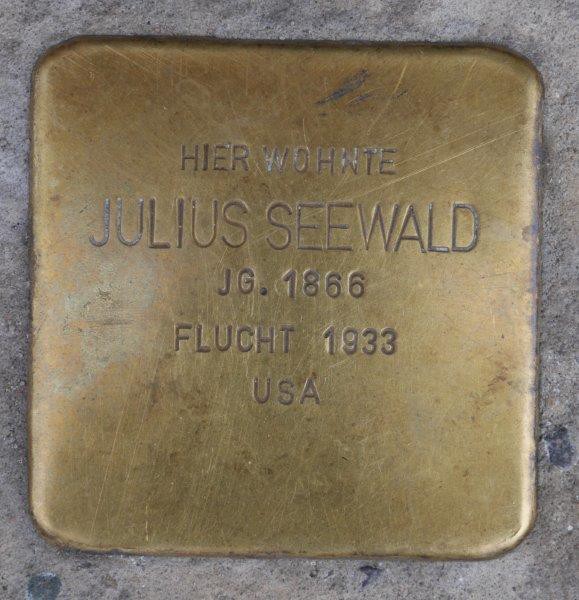 HIER WOHNTE
JULIUS SEEWALD
JG. 1866
FLUCHT 1933
USA